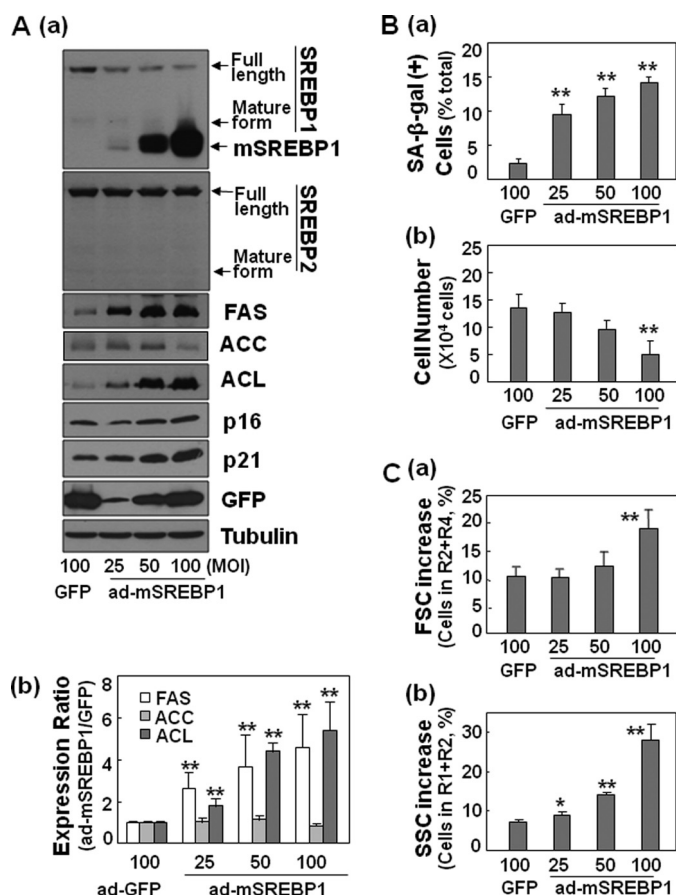 A (a)
Full length
Mature form
mSREBP1
SREBP1
Full length
Mature form
SREBP2
FAS
ACC
ACL
p16
p21
GFP
Tubulin
100 25 50 100 (MOI)
GFP ad-mSREBP1
(b)
Expression Ratio
(ad-mSREBP1/GFP)
8
6
4
2
0
FAS
ACC
ACL
** ** ** ** ** **
100 25 50 100
ad-GFP ad-mSREBP1
B (a)
SA-β-gal (+)
Cells (% total)
20
15
10
5
0
** ** **
100 25 50 100
GFP ad-mSREBP1
(b)
Cell Number
(X10⁴ cells)
20
15
10
5
0
**
100 25 50 100
GFP ad-mSREBP1
C (a)
FSC increase
(Cells in R2+R4, %)
25
20
15
10
5
0
**
100 25 50 100
GFP ad-mSREBP1
(b)
SSC increase
(Cells in R1+R2, %)
30
20
10
0
* ** **
100 25 50 100
GFP ad-mSREBP1